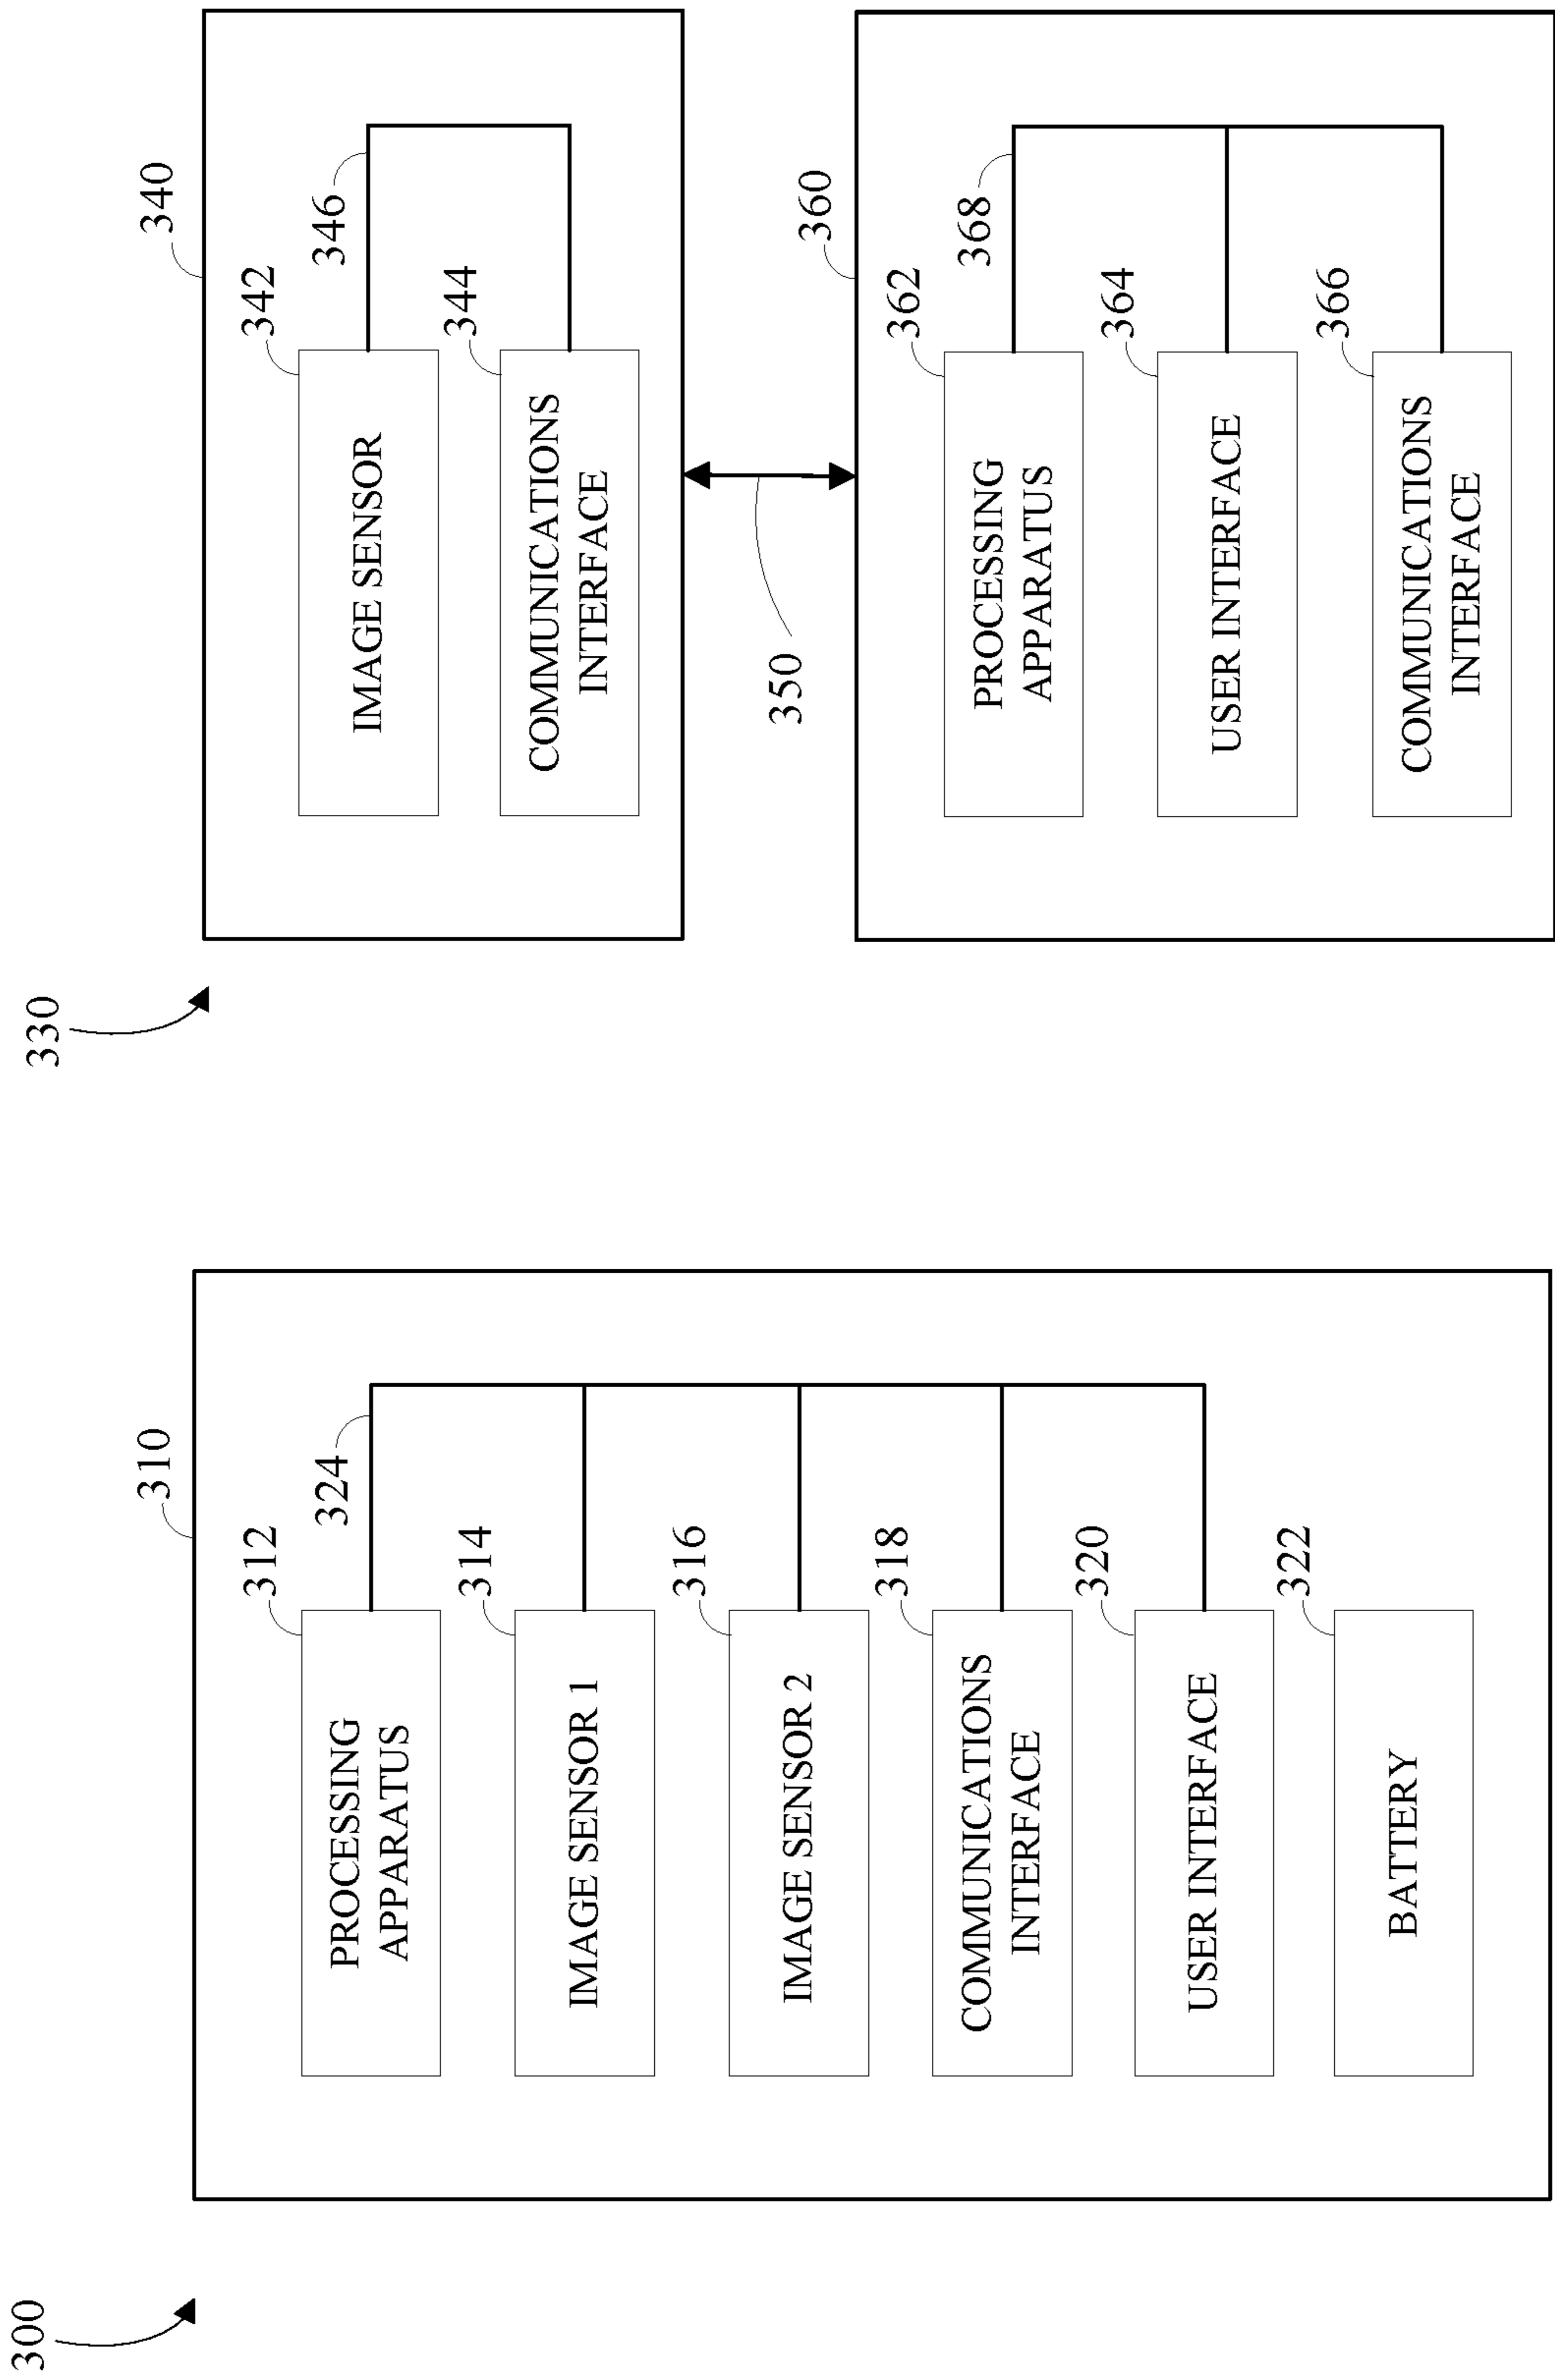 300
310
312
PROCESSING
APPARATUS
324
314
IMAGE SENSOR 1
316
IMAGE SENSOR 2
318
COMMUNICATIONS
INTERFACE
320
USER INTERFACE
322
BATTERY
330
340
342
IMAGE SENSOR
346
344
COMMUNICATIONS
INTERFACE
350
360
362
PROCESSING
APPARATUS
368
364
USER INTERFACE
366
COMMUNICATIONS
INTERFACE